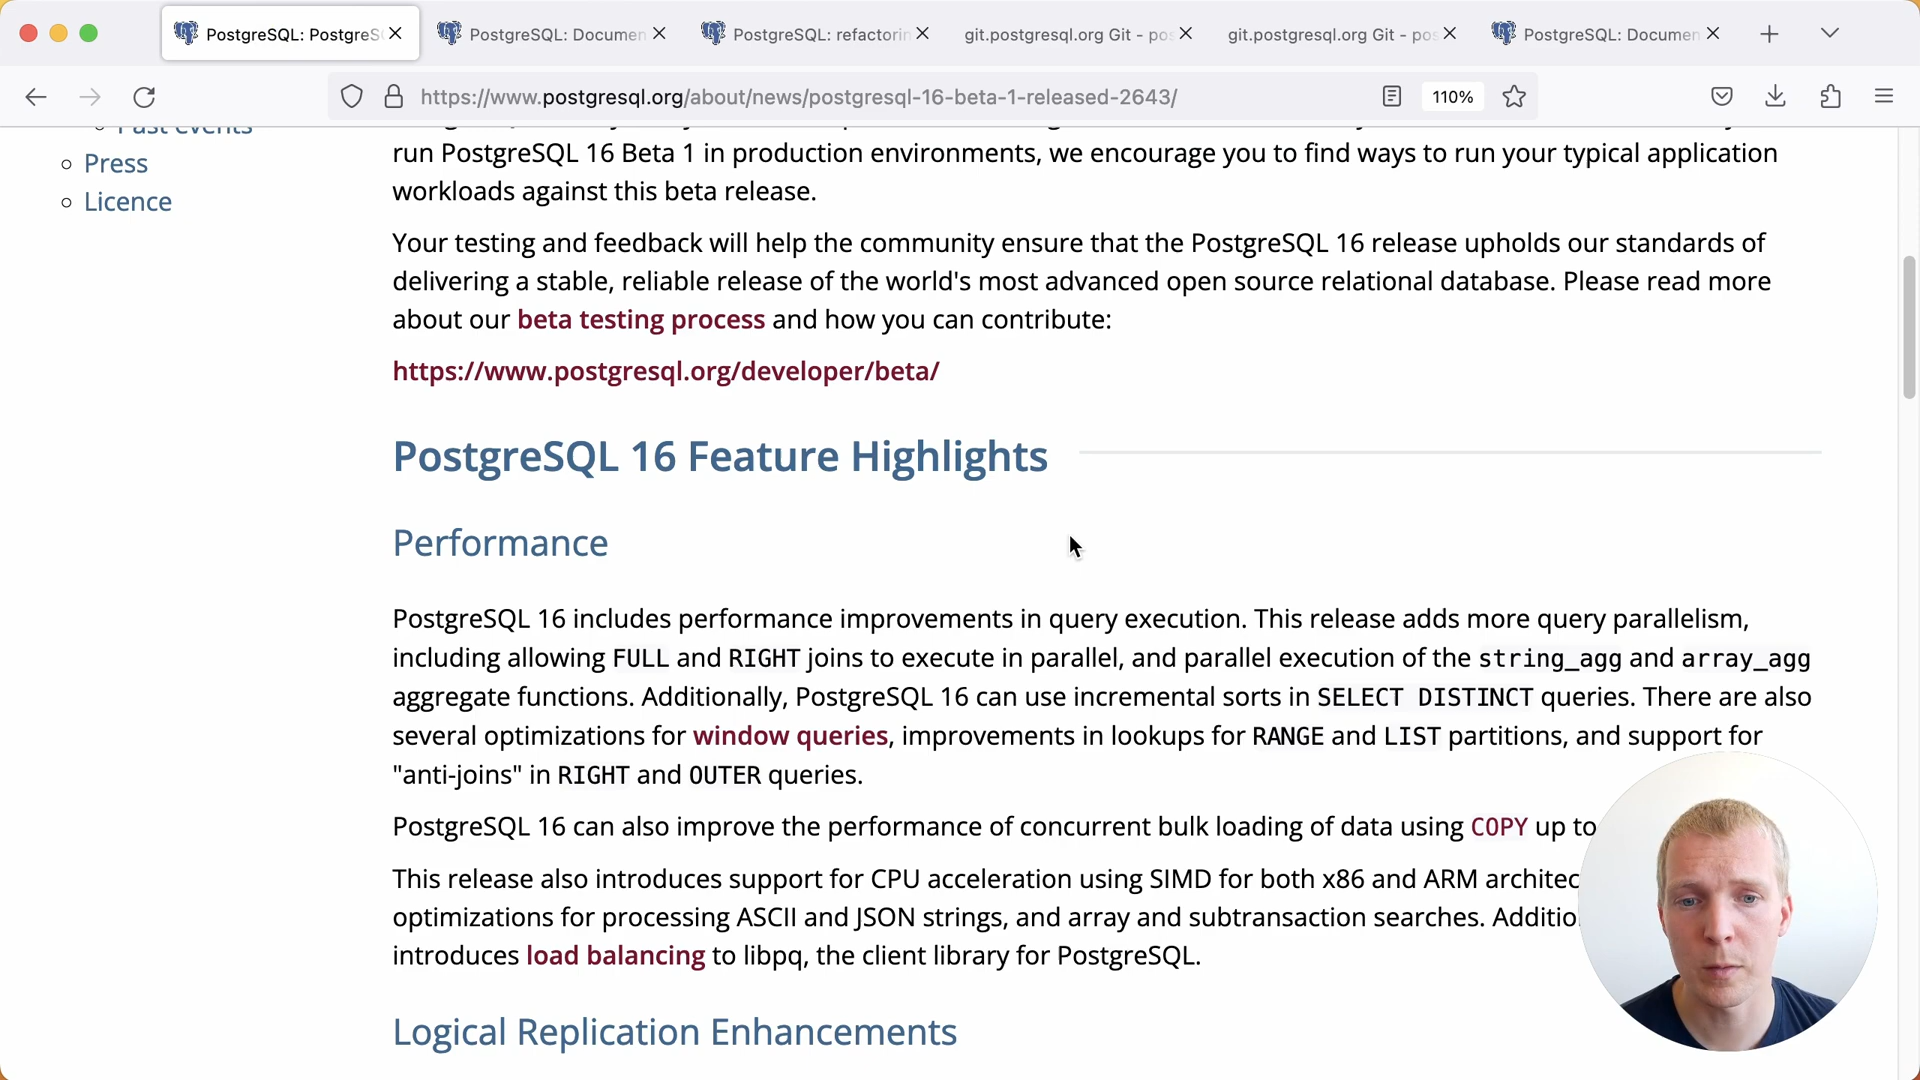 PostgreSQL: PostgreS
PostgreSQL: Documen
PostgreSQL: refactorin
git.postgresql.org Git - pos
git.postgresql.org Git - pos
PostgreSQL: Documen
https://www.postgresql.org/about/news/postgresql-16-beta-1-released-2643/
110%
Past events
Press
Licence
run PostgreSQL 16 Beta 1 in production environments, we encourage you to find ways to run your typical application
workloads against this beta release.
Your testing and feedback will help the community ensure that the PostgreSQL 16 release upholds our standards of
delivering a stable, reliable release of the world's most advanced open source relational database. Please read more
about our beta testing process and how you can contribute:
https://www.postgresql.org/developer/beta/
PostgreSQL 16 Feature Highlights
Performance
PostgreSQL 16 includes performance improvements in query execution. This release adds more query parallelism,
including allowing FULL and RIGHT joins to execute in parallel, and parallel execution of the string_agg and array_agg
aggregate functions. Additionally, PostgreSQL 16 can use incremental sorts in SELECT DISTINCT queries. There are also
several optimizations for window queries, improvements in lookups for RANGE and LIST partitions, and support for
"anti-joins" in RIGHT and OUTER queries.
PostgreSQL 16 can also improve the performance of concurrent bulk loading of data using COPY up to
This release also introduces support for CPU acceleration using SIMD for both x86 and ARM architec
optimizations for processing ASCII and JSON strings, and array and subtransaction searches. Additio
introduces load balancing to libpq, the client library for PostgreSQL.
Logical Replication Enhancements